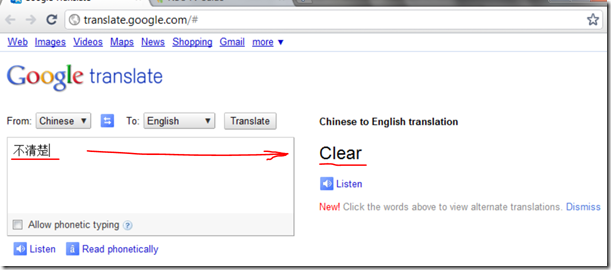 translate.google.com/#
Web Images Videos Maps News Shopping Gmail more ▼
Google translate
From: Chinese To: English Translate
不清楚
Allow phonetic typing
Listen Read phonetically
Chinese to English translation
Clear
Listen
New! Click the words above to view alternate translations. Dismiss